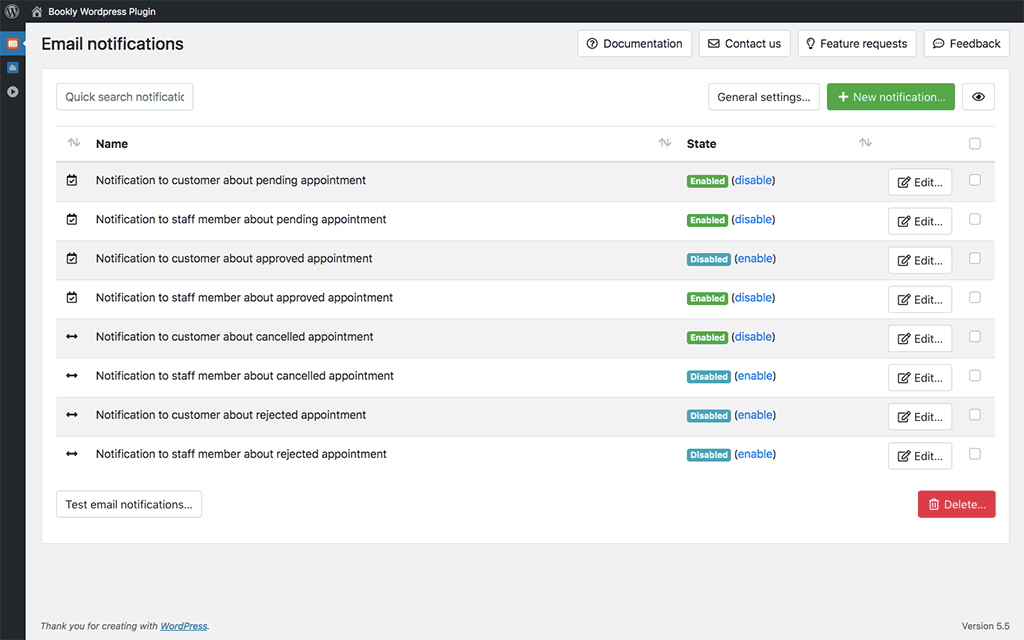 Bookly Wordpress Plugin
Email notifications
Documentation
Contact us
Feature requests
Feedback
Quick search notificatio
General settings...
New notification...
Name State
Notification to customer about pending appointment Enabled (disable) Edit...
Notification to staff member about pending appointment Enabled (disable) Edit...
Notification to customer about approved appointment Disabled (enable) Edit...
Notification to staff member about approved appointment Enabled (disable) Edit...
Notification to customer about cancelled appointment Enabled (disable) Edit...
Notification to staff member about cancelled appointment Disabled (enable) Edit...
Notification to customer about rejected appointment Disabled (enable) Edit...
Notification to staff member about rejected appointment Disabled (enable) Edit...
Test email notifications...
Delete...
Thank you for creating with WordPress.
Version 5.5